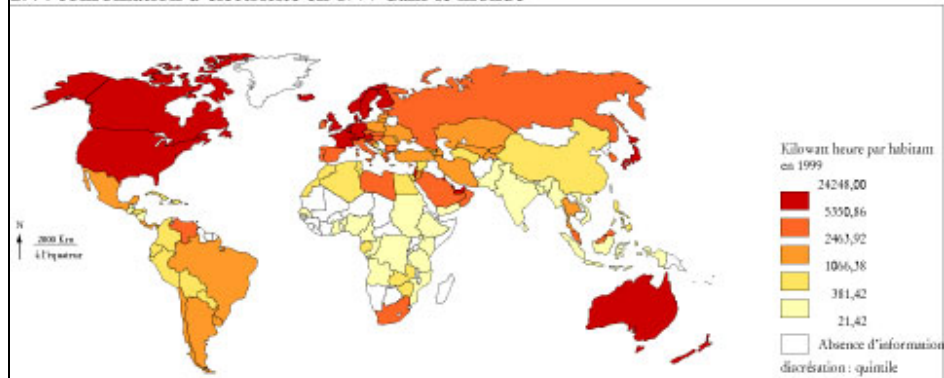 Kilowatt heure par habitant
en 1999
24248,00
5350,86
2463,92
1066,38
381,42
21,42
Absence d'information
discrésation : quintile
N
2000 Km
à l'équateur